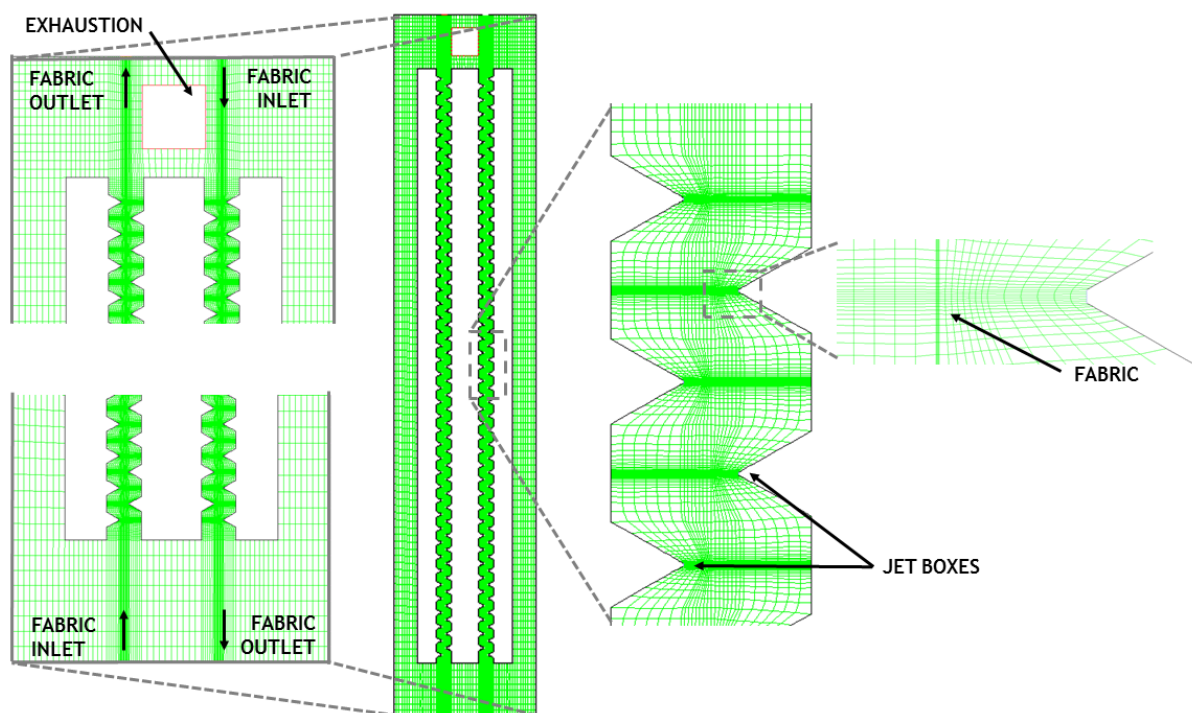 EXHAUSTION
FABRIC
OUTLET
FABRIC
INLET
FABRIC
JET BOXES
FABRIC
INLET
FABRIC
OUTLET